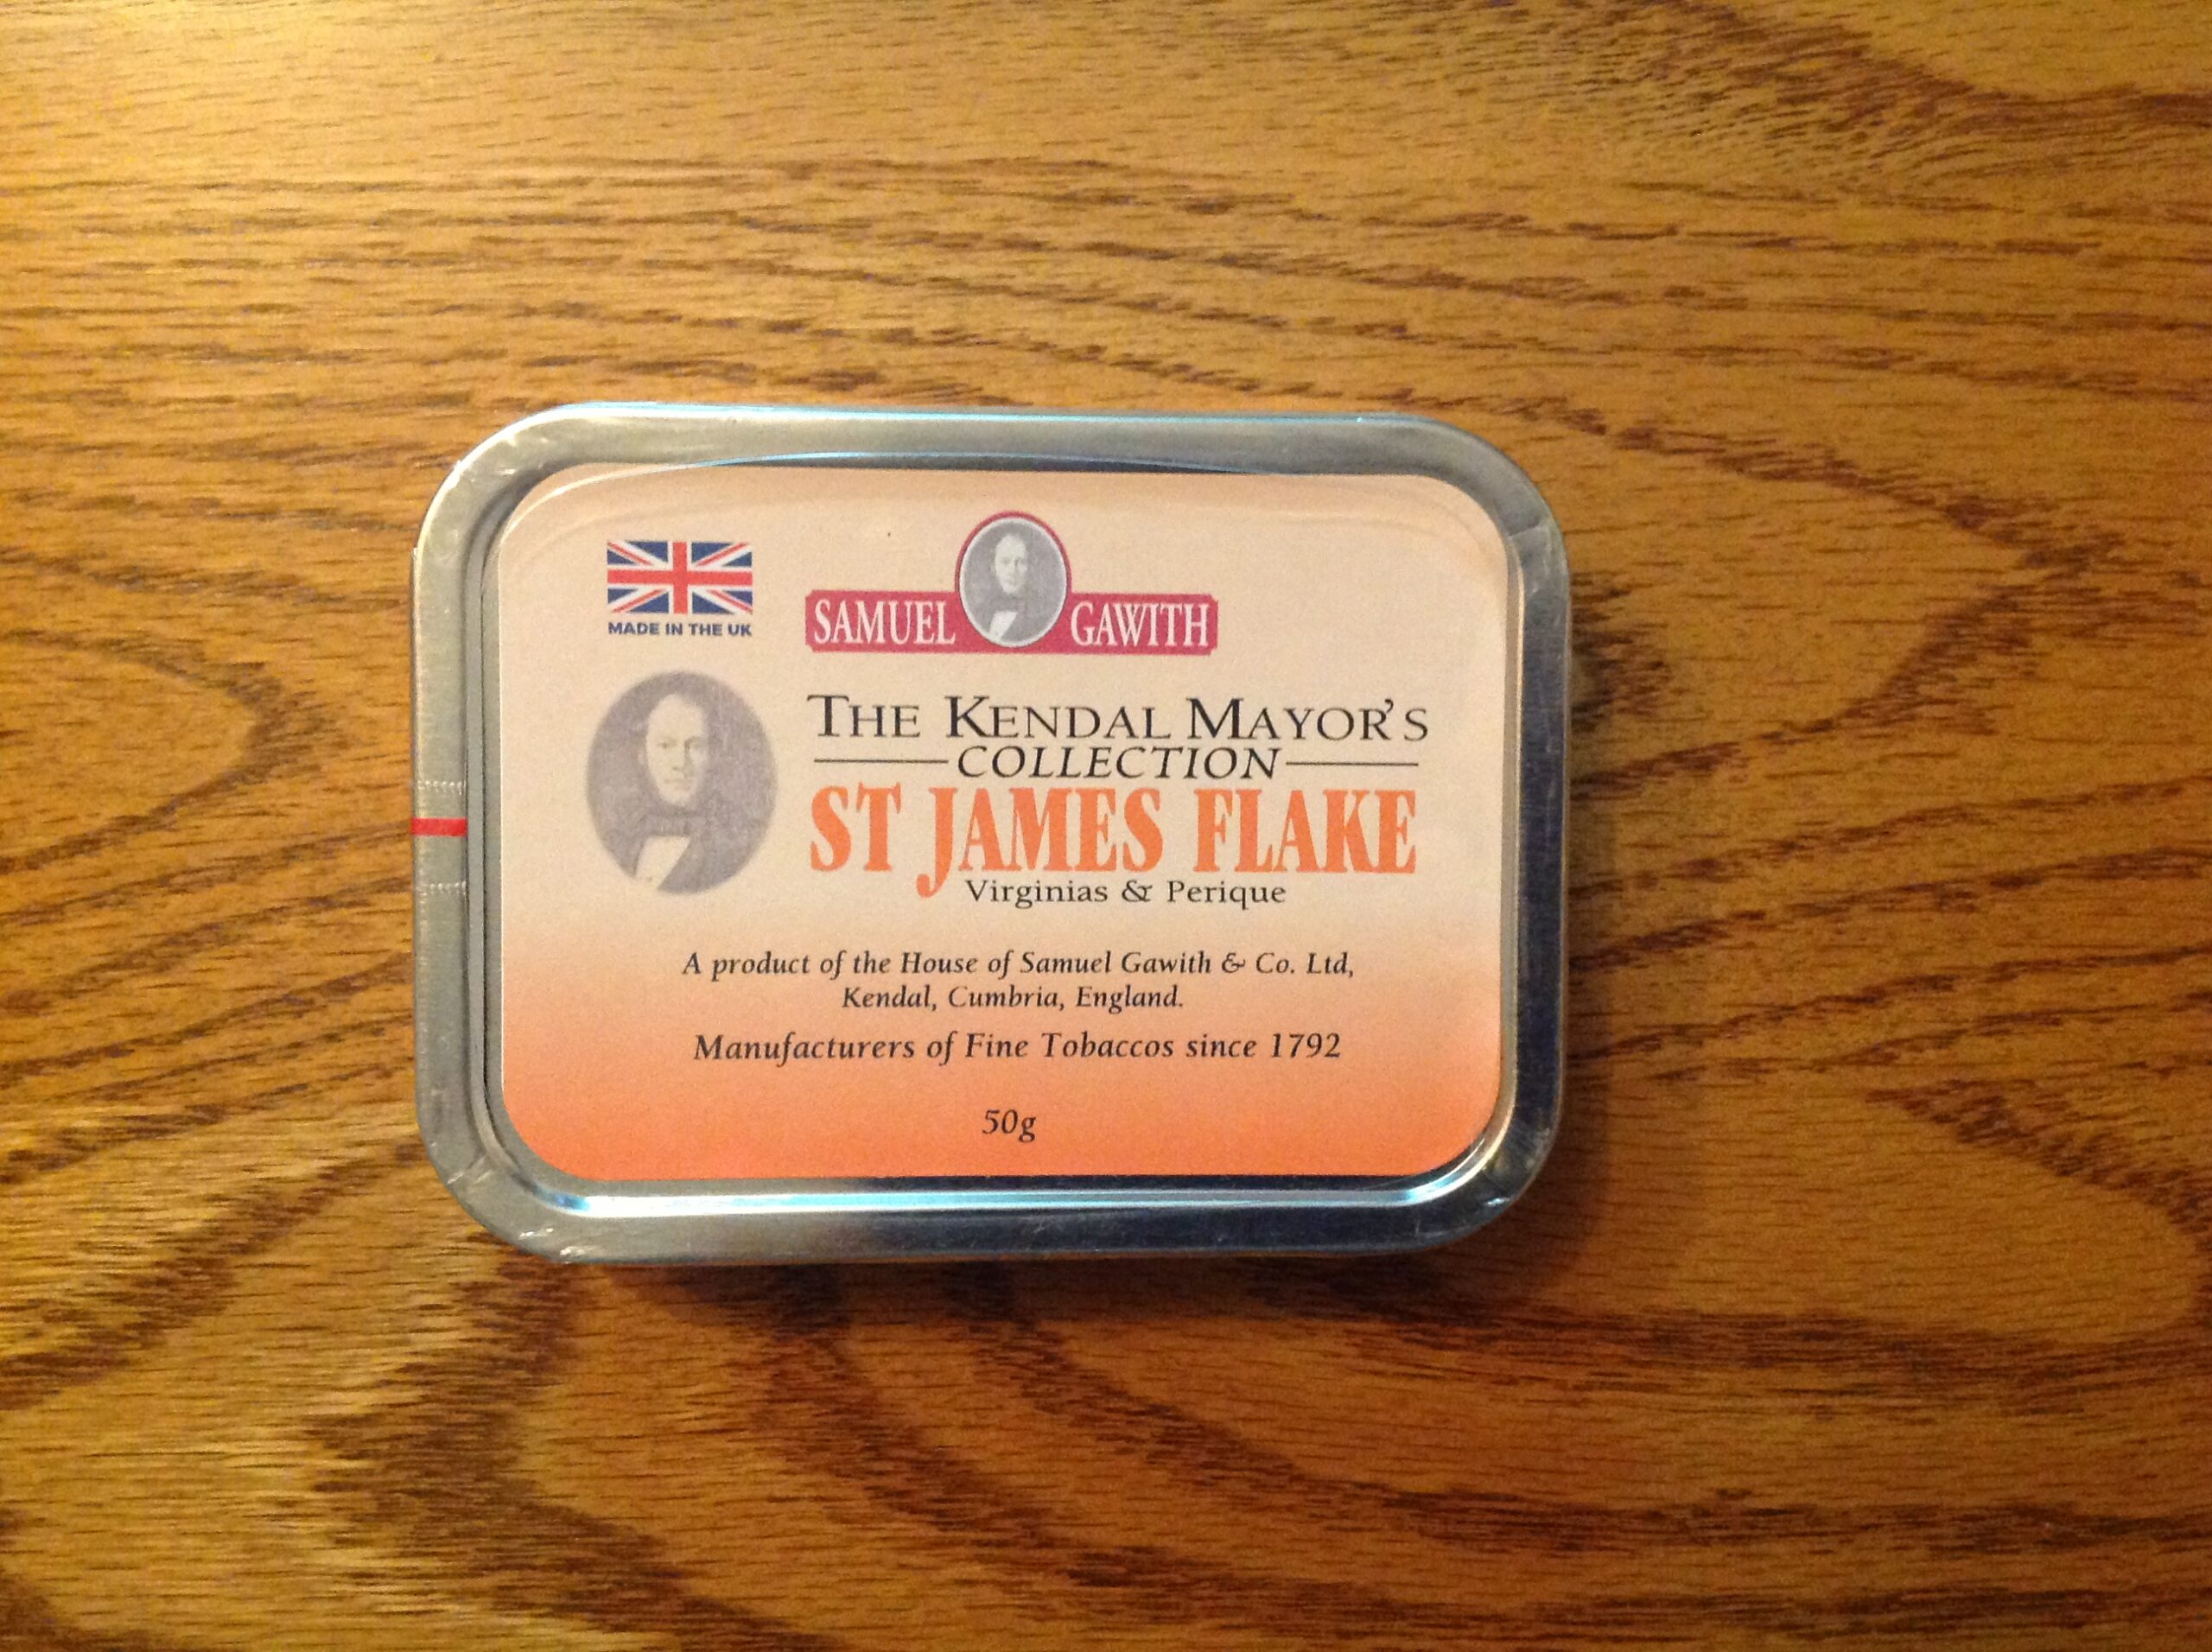 MADE IN THE UK
SAMUEL GAWITH
THE KENDAL MAYOR'S
COLLECTION
ST JAMES FLAKE
Virginias & Perique
A product of the House of Samuel Gawith & Co. Ltd,
Kendal, Cumbria, England.
Manufacturers of Fine Tobaccos since 1792
50g